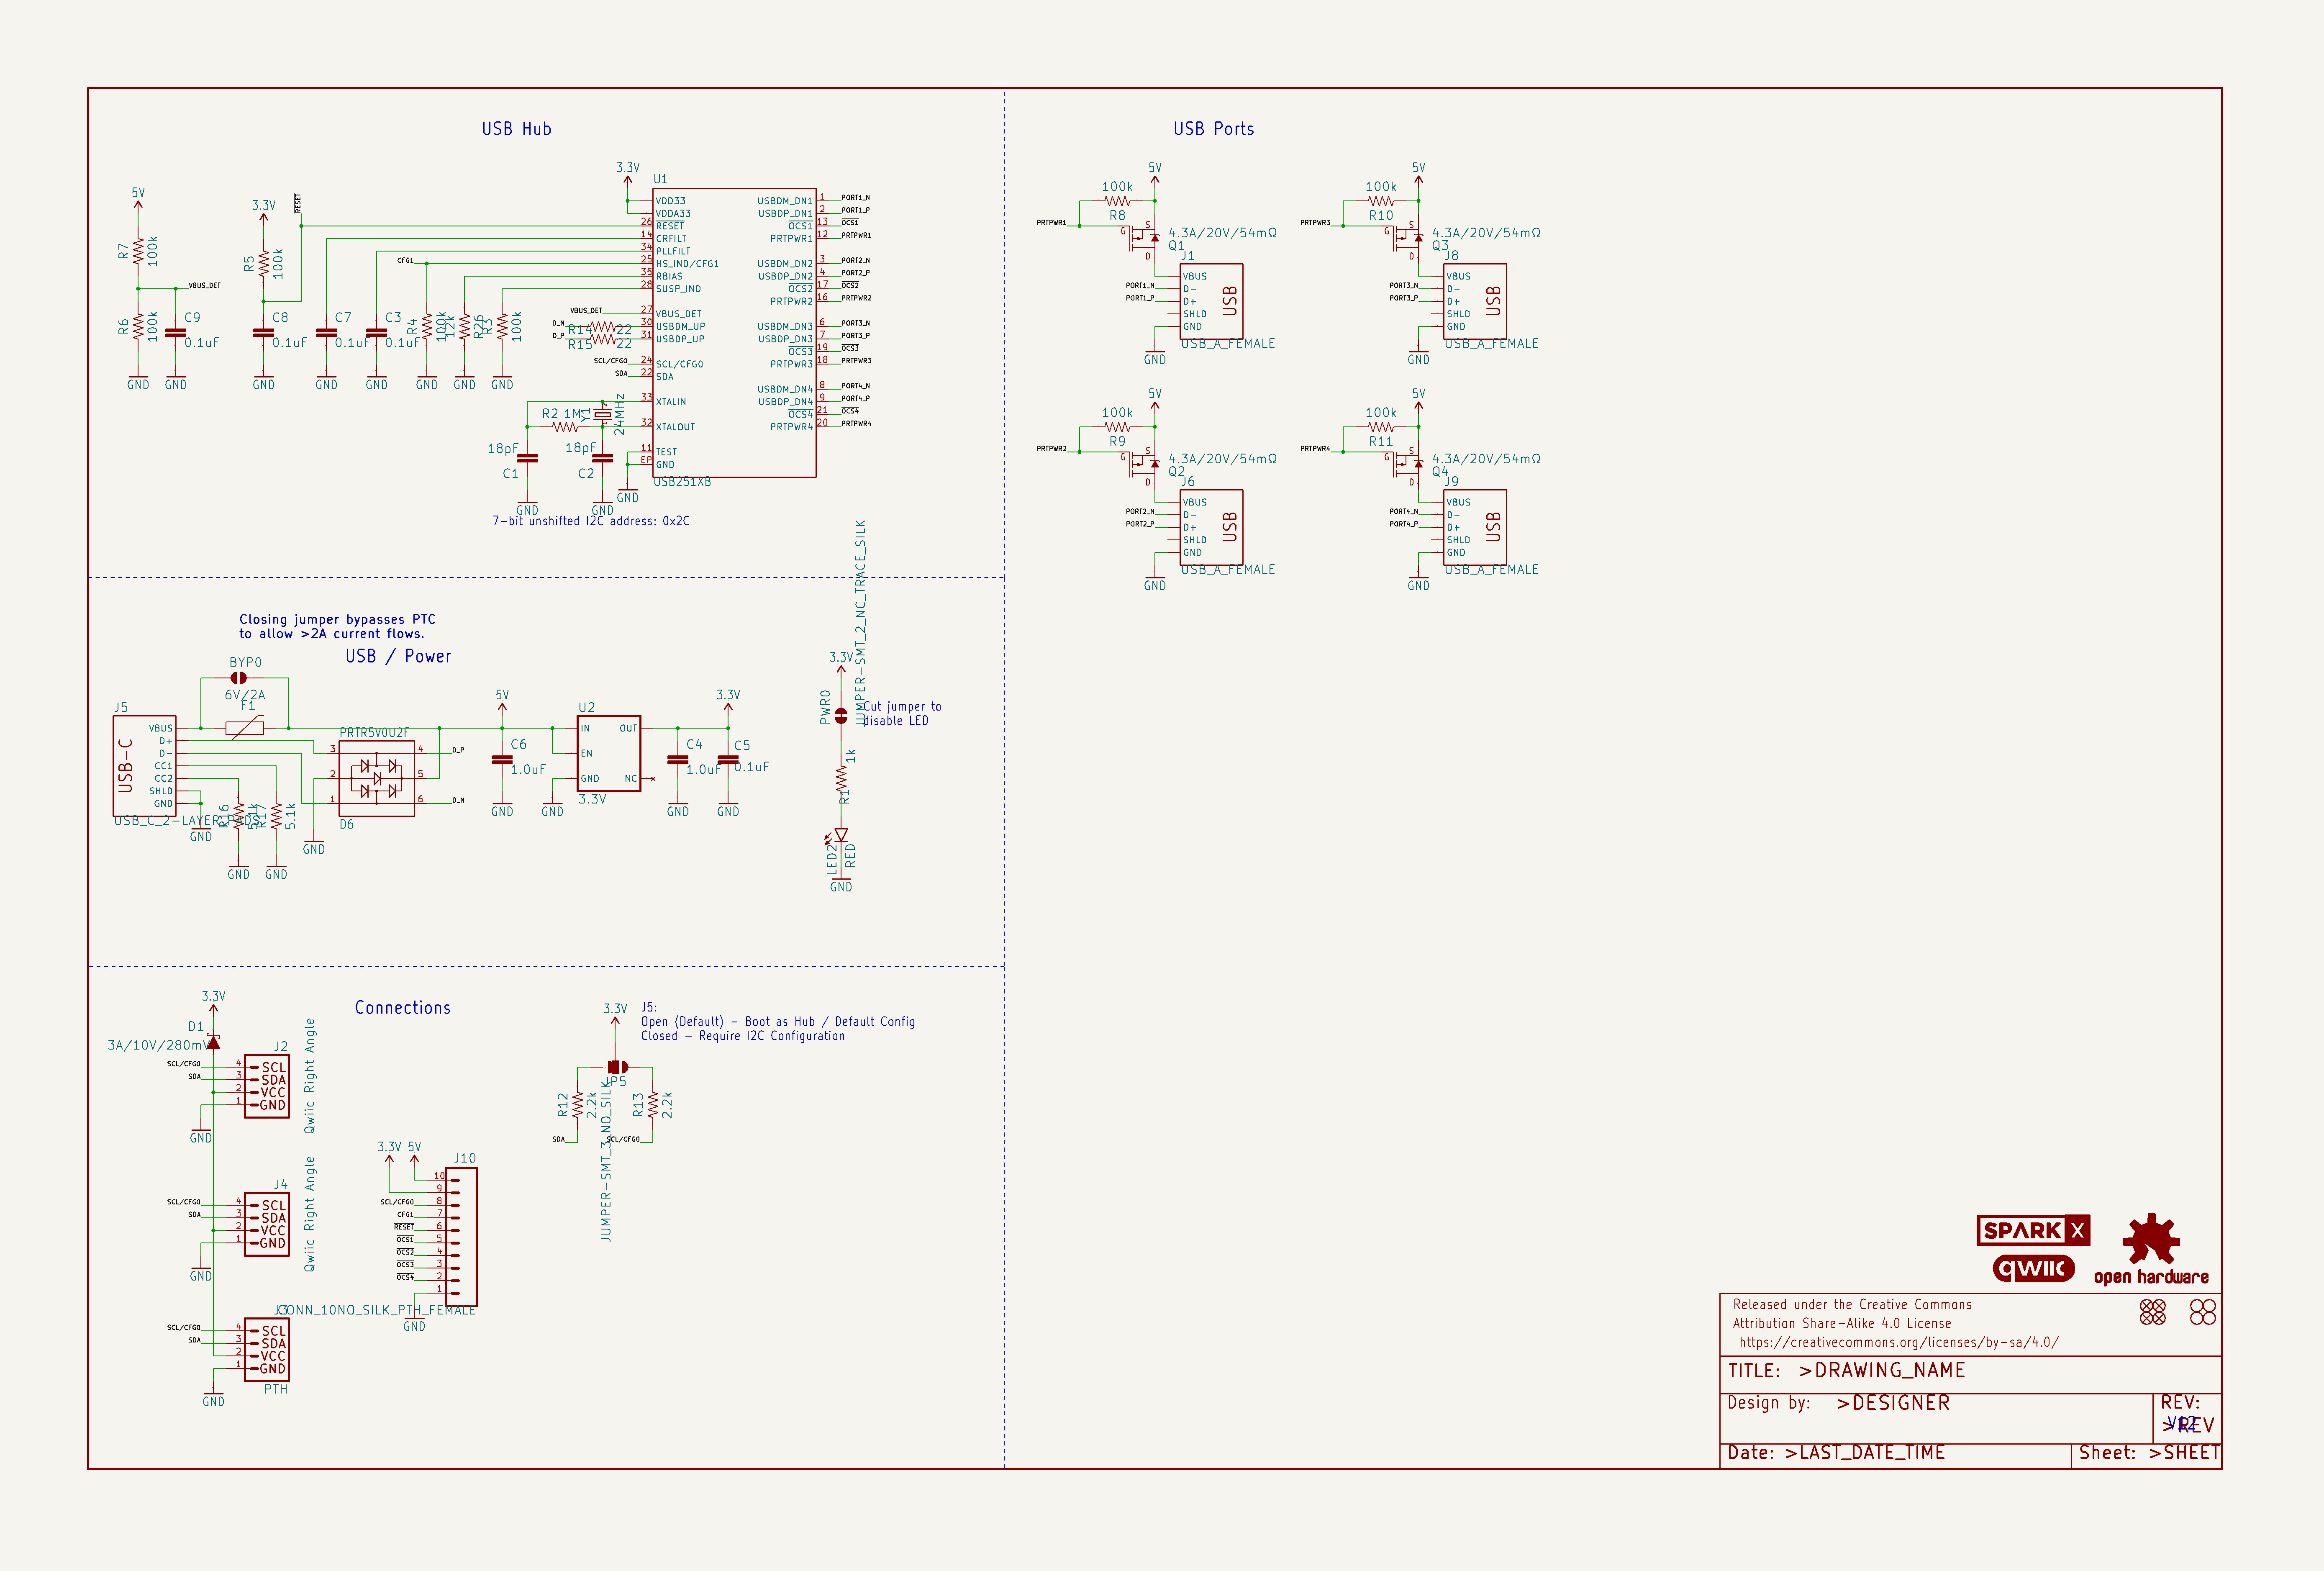 USB Hub
5V
R7
100k
VBUS_DET
R6
100k
C9
0.1uF
GND
GND
3.3V
RESET
R5
100k
C8
0.1uF
GND
C7
0.1uF
GND
C3
0.1uF
GND
CFG1
R4
100k
GND
12k
R26
GND
R3
100k
GND
VBUS_DET
D_N
R14
22
D_P
R15
22
SCL/CFG0
SDA
R2
1M
Y1
24MHz
18pF
C1
GND
18pF
C2
GND
GND
3.3V
U1
VDD33
VDDA33
26 RESET
14 CRFILT
34 PLLFILT
25 HS_IND/CFG1
35 RBIAS
28 SUSP_IND
27 VBUS_DET
30 USBDM_UP
31 USBDP_UP
24 SCL/CFG0
22 SDA
33 XTALIN
32 XTALOUT
11 TEST
EP GND
USBDM_DN1 1 PORT1_N
USBDP_DN1 2 PORT1_P
OCS1 13 OCS1
PRTPWR1 12 PRTPWR1
USBDM_DN2 3 PORT2_N
USBDP_DN2 4 PORT2_P
OCS2 17 OCS2
PRTPWR2 16 PRTPWR2
USBDM_DN3 6 PORT3_N
USBDP_DN3 7 PORT3_P
OCS3 19 OCS3
PRTPWR3 18 PRTPWR3
USBDM_DN4 8 PORT4_N
USBDP_DN4 9 PORT4_P
OCS4 21 OCS4
PRTPWR4 20 PRTPWR4
USB251XB
7-bit unshifted I2C address: 0x2C
USB Ports
5V
100k
R8
PRTPWR1
G
S
D
4.3A/20V/54mΩ
Q1
J1
VBUS
PORT1_N D-
PORT1_P D+
SHLD
GND
USB
USB_A_FEMALE
GND
5V
100k
R10
PRTPWR3
G
S
D
4.3A/20V/54mΩ
Q3
J8
VBUS
PORT3_N D-
PORT3_P D+
SHLD
GND
USB
USB_A_FEMALE
GND
5V
100k
R9
PRTPWR2
G
S
D
4.3A/20V/54mΩ
Q2
J6
VBUS
PORT2_N D-
PORT2_P D+
SHLD
GND
USB
USB_A_FEMALE
GND
5V
100k
R11
PRTPWR4
G
S
D
4.3A/20V/54mΩ
Q4
J9
VBUS
PORT4_N D-
PORT4_P D+
SHLD
GND
USB
USB_A_FEMALE
GND
Closing jumper bypasses PTC
to allow >2A current flows.
USB / Power
BYP0
6V/2A
F1
J5
USB-C
VBUS
D+
D-
CC1
CC2
SHLD
GND
USB_C_2-LAYER_PADS
GND
R16
5.1k
GND
R17
5.1k
GND
PRTR5V0U2F
3
2
1
4
5
6
D_P
D_N
D6
GND
5V
C6
1.0uF
GND
U2
IN
EN
GND
OUT
NC
3.3V
GND
C4
1.0uF
GND
3.3V
C5
0.1uF
GND
3.3V
PWR0
JUMPER-SMT_2_NC_TRACE_SILK
Cut jumper to
disable LED
1k
R1
LED2
RED
GND
Connections
3.3V
D1
3A/10V/280mV
J2
SCL/CFG0 4 SCL
SDA 3 SDA
2 VCC
1 GND
GND
Qwiic Right Angle
J4
SCL/CFG0 4 SCL
SDA 3 SDA
2 VCC
1 GND
GND
Qwiic Right Angle
J3
SCL/CFG0 4 SCL
SDA 3 SDA
2 VCC
1 GND
PTH
GND
3.3V
5V
J10
10
9
SCL/CFG0 8
CFG1 7
RESET 6
OCS1 5
OCS2 4
OCS3 3
OCS4 2
1
CONN_10NO_SILK_PTH_FEMALE
GND
3.3V
J5:
Open (Default) - Boot as Hub / Default Config
Closed - Require I2C Configuration
JP5
JUMPER-SMT_3_NO_SILK
R12
2.2k
R13
2.2k
SDA
SCL/CFG0
SPARK X
qwiic
open hardware
Released under the Creative Commons
Attribution Share-Alike 4.0 License
https://creativecommons.org/licenses/by-sa/4.0/
TITLE: >DRAWING_NAME
Design by: >DESIGNER
REV:
>REV
V12
Date: >LAST_DATE_TIME
Sheet: >SHEET